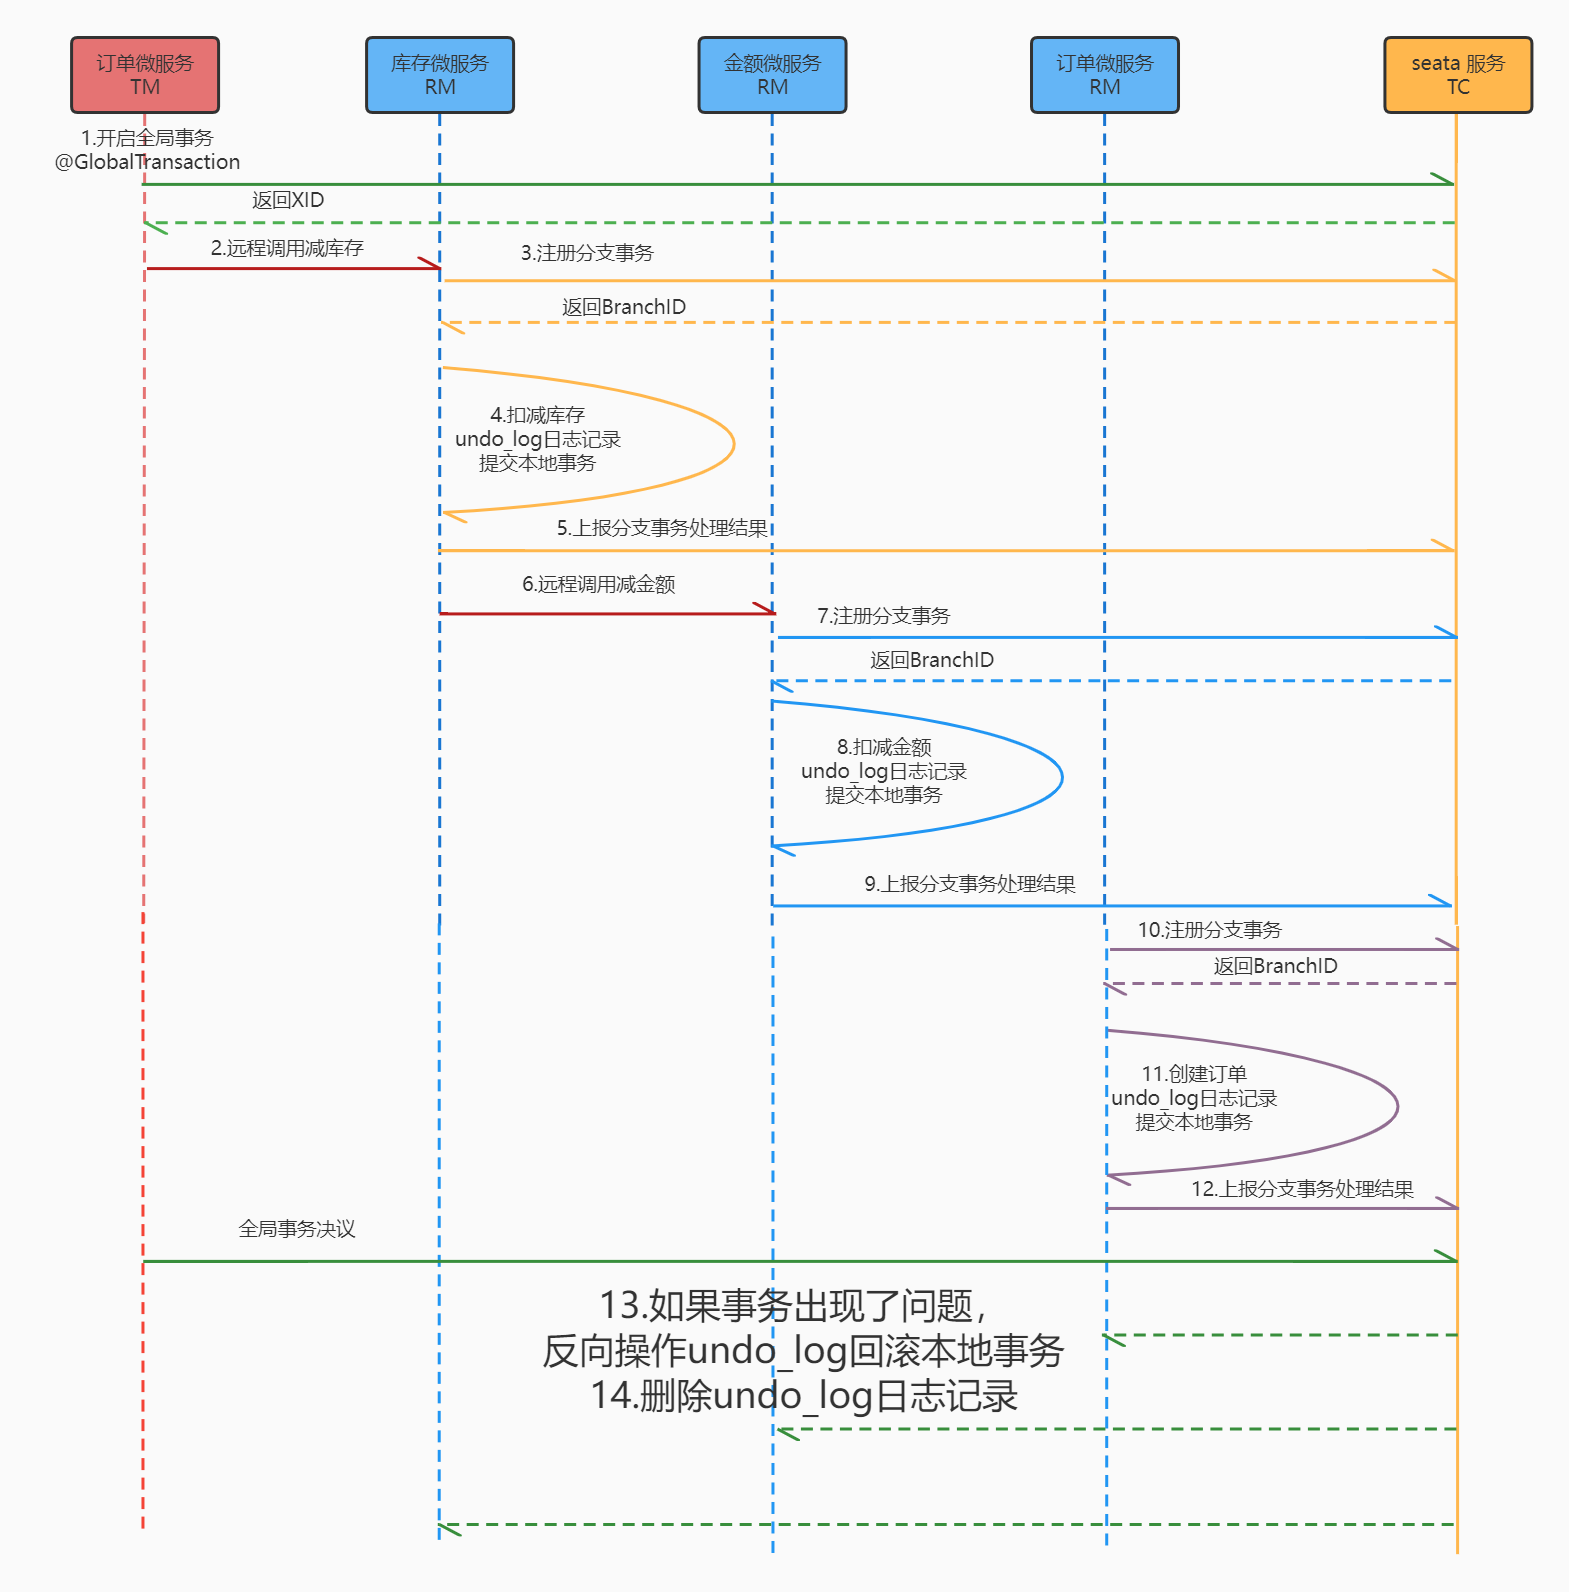 订单微服务
TM
库存微服务
RM
金额微服务
RM
订单微服务
RM
seata 服务
TC
1.开启全局事务
@GlobalTransaction
返回XID
2.远程调用减库存
3.注册分支事务
返回BranchID
4.扣减库存
undo_log日志记录
提交本地事务
5.上报分支事务处理结果
6.远程调用减金额
7.注册分支事务
返回BranchID
8.扣减金额
undo_log日志记录
提交本地事务
9.上报分支事务处理结果
10.注册分支事务
返回BranchID
11.创建订单
undo_log日志记录
提交本地事务
12.上报分支事务处理结果
全局事务决议
13.如果事务出现了问题，
反向操作undo_log回滚本地事务
14.删除undo_log日志记录